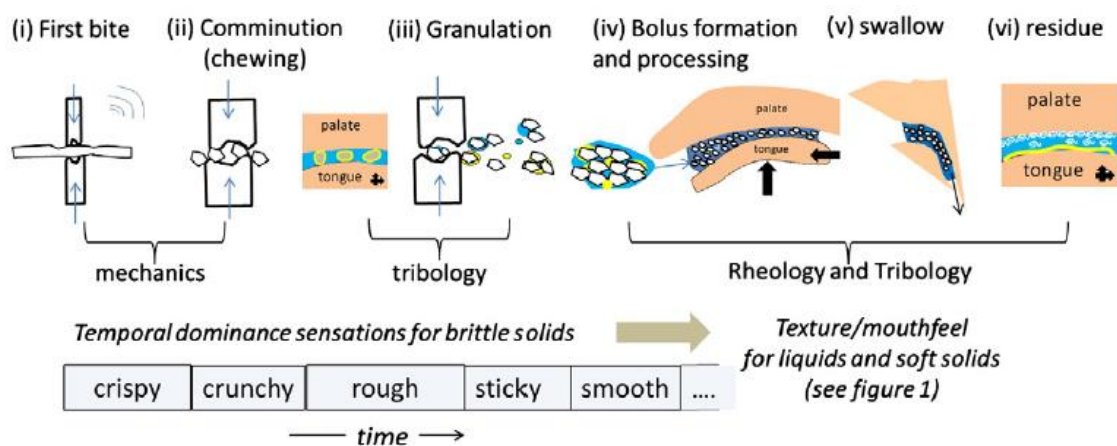 (i) First bite
(ii) Comminution
(chewing)
(iii) Granulation
(iv) Bolus formation
and processing
(v) swallow
(vi) residue
palate
tongue
palate
tongue
palate
tongue
mechanics
tribology
Rheology and Tribology
Temporal dominance sensations for brittle solids
Texture/mouthfeel
for liquids and soft solids
(see figure 1)
crispy
crunchy
rough
sticky
smooth
....
time